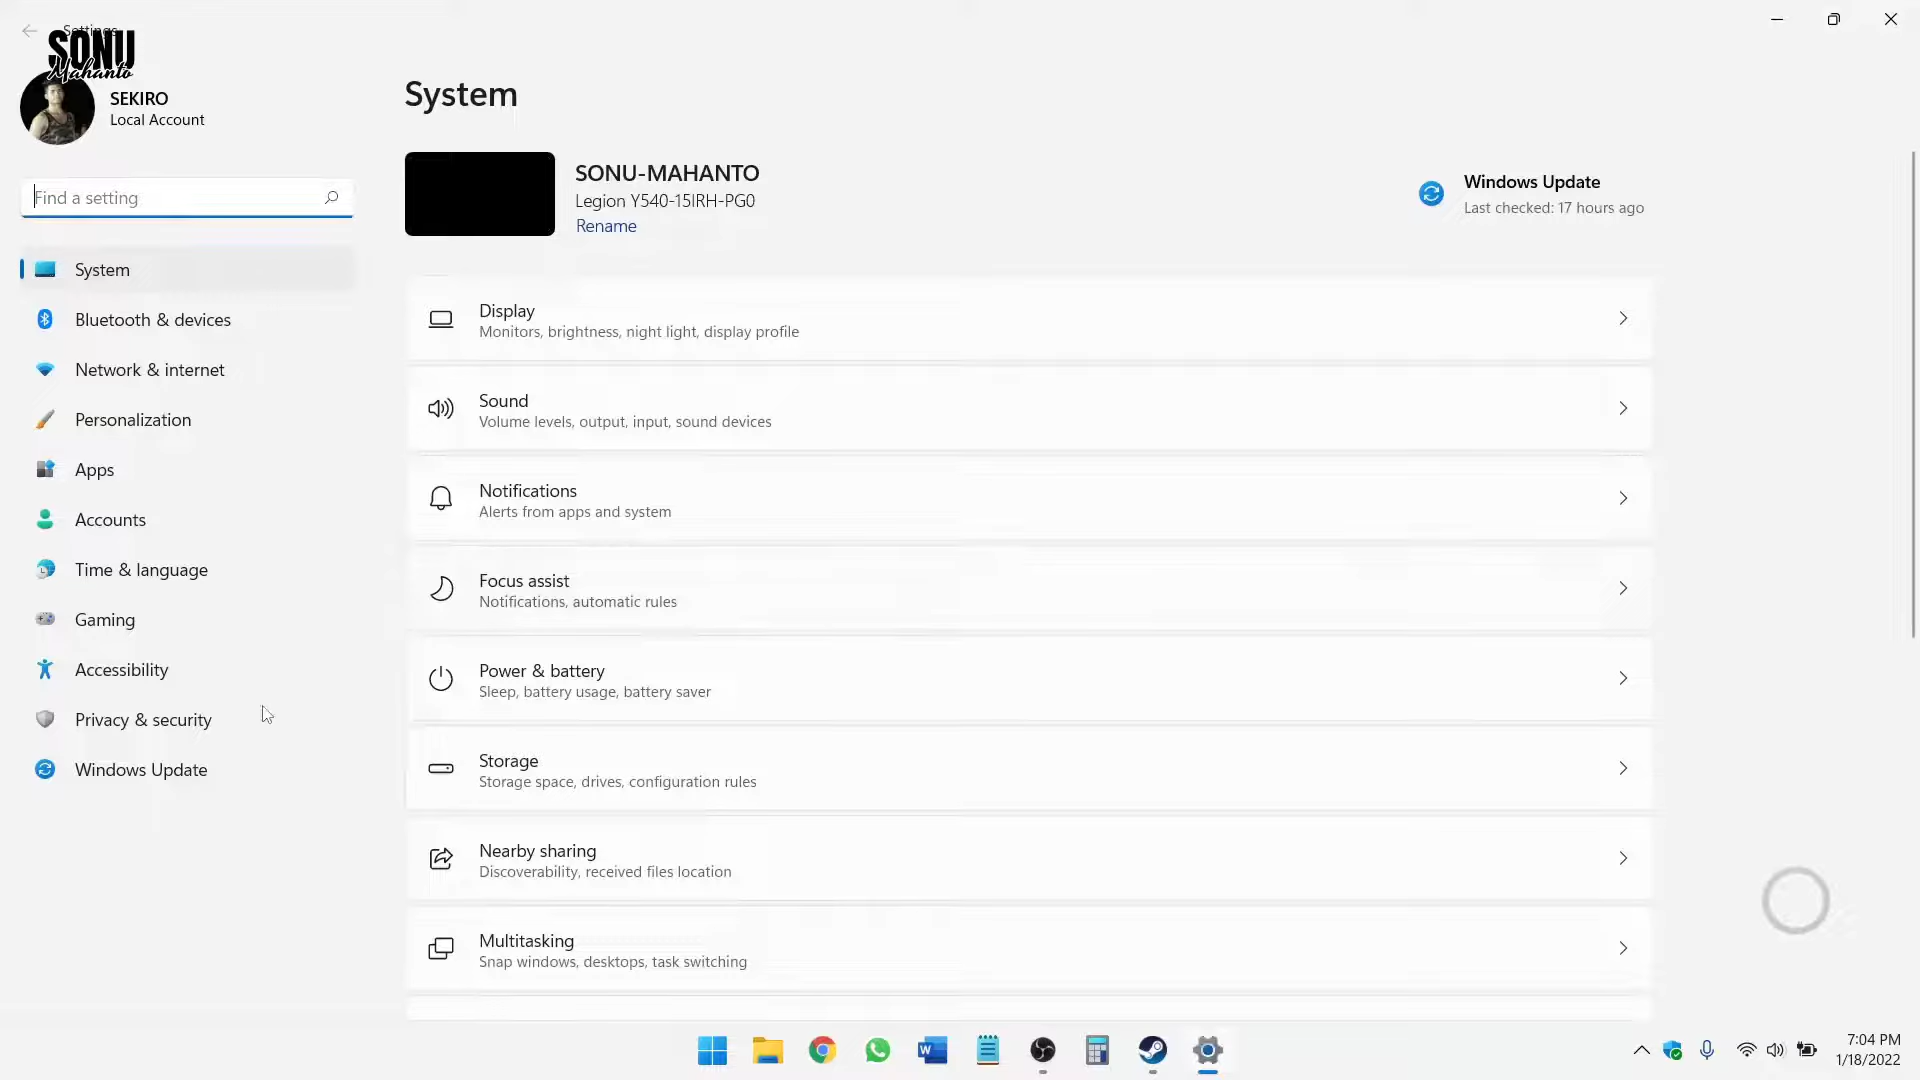 Settings
SONU
Mahanto
SEKIRO
Local Account
Find a setting
System
Bluetooth & devices
Network & internet
Personalization
Apps
Accounts
Time & language
Gaming
Accessibility
Privacy & security
Windows Update
System
SONU-MAHANTO
Legion Y540-15IRH-PG0
Rename
Windows Update
Last checked: 17 hours ago
Display
Monitors, brightness, night light, display profile
Sound
Volume levels, output, input, sound devices
Notifications
Alerts from apps and system
Focus assist
Notifications, automatic rules
Power & battery
Sleep, battery usage, battery saver
Storage
Storage space, drives, configuration rules
Nearby sharing
Discoverability, received files location
Multitasking
Snap windows, desktops, task switching
7:04 PM
1/18/2022